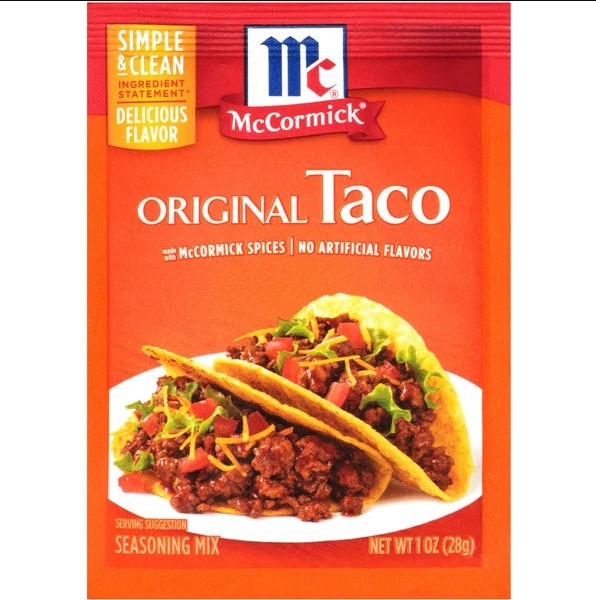 SIMPLE
& CLEAN
INGREDIENT
STATEMENT*
DELICIOUS
FLAVOR
Mc®
McCormick®
ORIGINAL Taco
made with McCORMICK SPICES | NO ARTIFICIAL FLAVORS
SERVING SUGGESTION
SEASONING MIX
NET WT 1 OZ (28g)